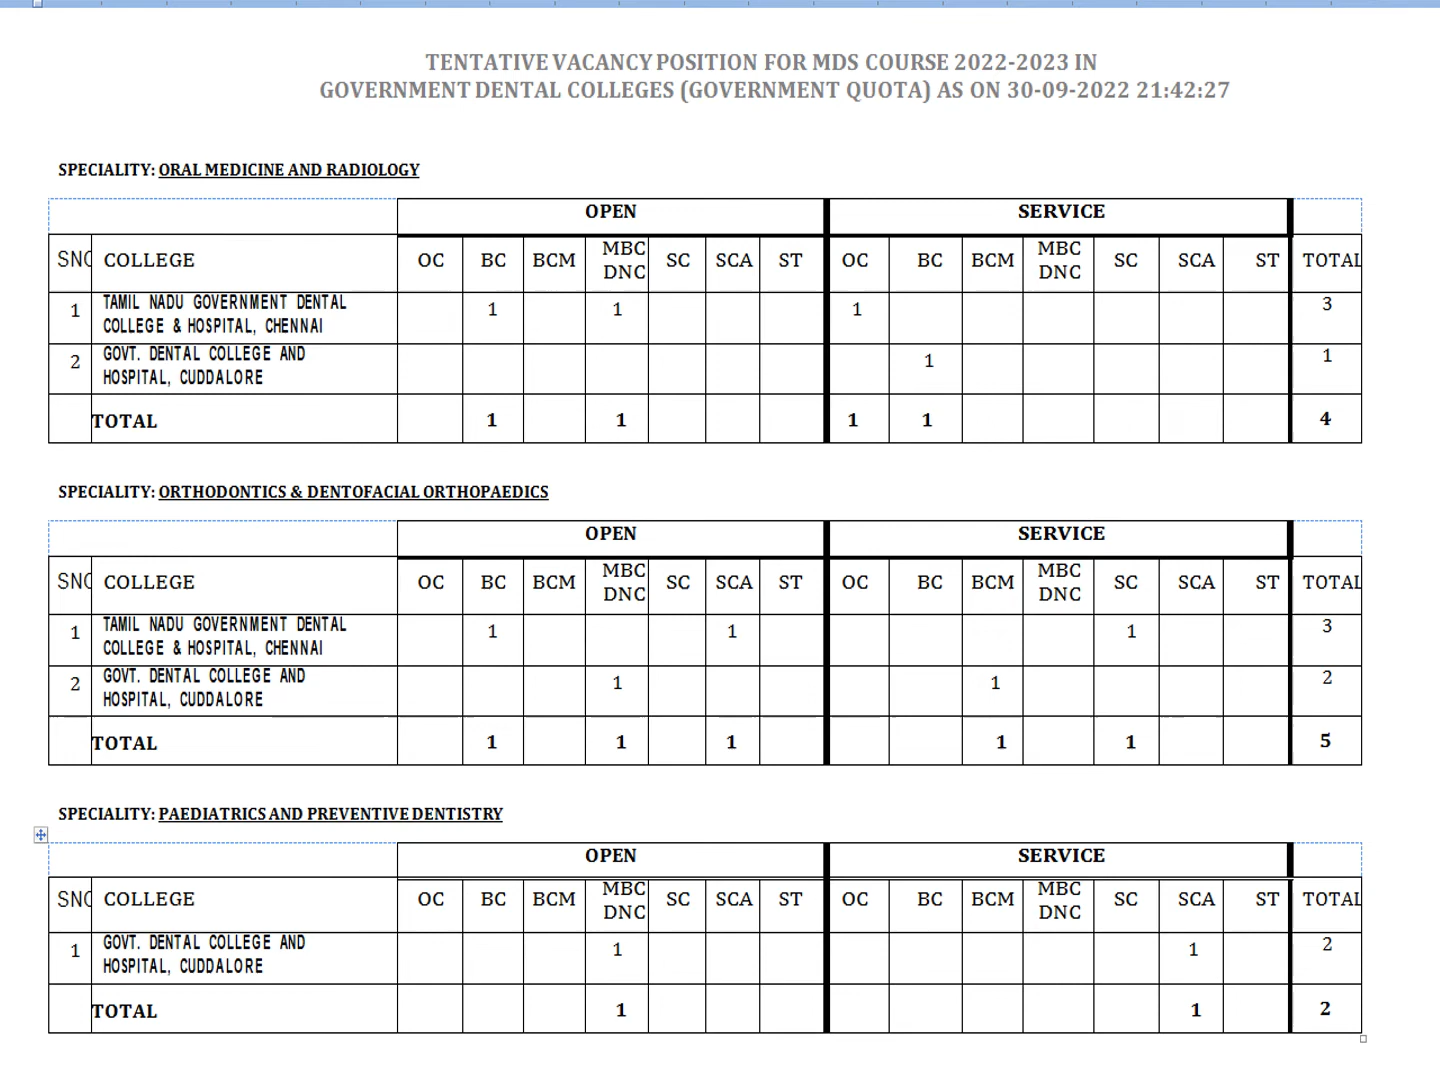 TENTATIVE VACANCY POSITION FOR MDS COURSE 2022-2023 IN
GOVERNMENT DENTAL COLLEGES (GOVERNMENT QUOTA) AS ON 30-09-2022 21:42:27
SPECIALITY: ORAL MEDICINE AND RADIOLOGY
OPEN SERVICE
SNO COLLEGE OC BC BCM MBC DNC SC SCA ST OC BC BCM MBC DNC SC SCA ST TOTAL
1 TAMIL NADU GOVERNMENT DENTAL 1 1 1 3
COLLEGE & HOSPITAL, CHENNAI
2 GOVT. DENTAL COLLEGE AND 1 1
HOSPITAL, CUDDALORE
TOTAL 1 1 1 1 4
SPECIALITY: ORTHODONTICS & DENTOFACIAL ORTHOPAEDICS
OPEN SERVICE
SNO COLLEGE OC BC BCM MBC DNC SC SCA ST OC BC BCM MBC DNC SC SCA ST TOTAL
1 TAMIL NADU GOVERNMENT DENTAL 1 1 1 3
COLLEGE & HOSPITAL, CHENNAI
2 GOVT. DENTAL COLLEGE AND 1 1 2
HOSPITAL, CUDDALORE
TOTAL 1 1 1 1 1 5
SPECIALITY: PAEDIATRICS AND PREVENTIVE DENTISTRY
OPEN SERVICE
SNO COLLEGE OC BC BCM MBC DNC SC SCA ST OC BC BCM MBC DNC SC SCA ST TOTAL
1 GOVT. DENTAL COLLEGE AND 1 1 2
HOSPITAL, CUDDALORE
TOTAL 1 1 2